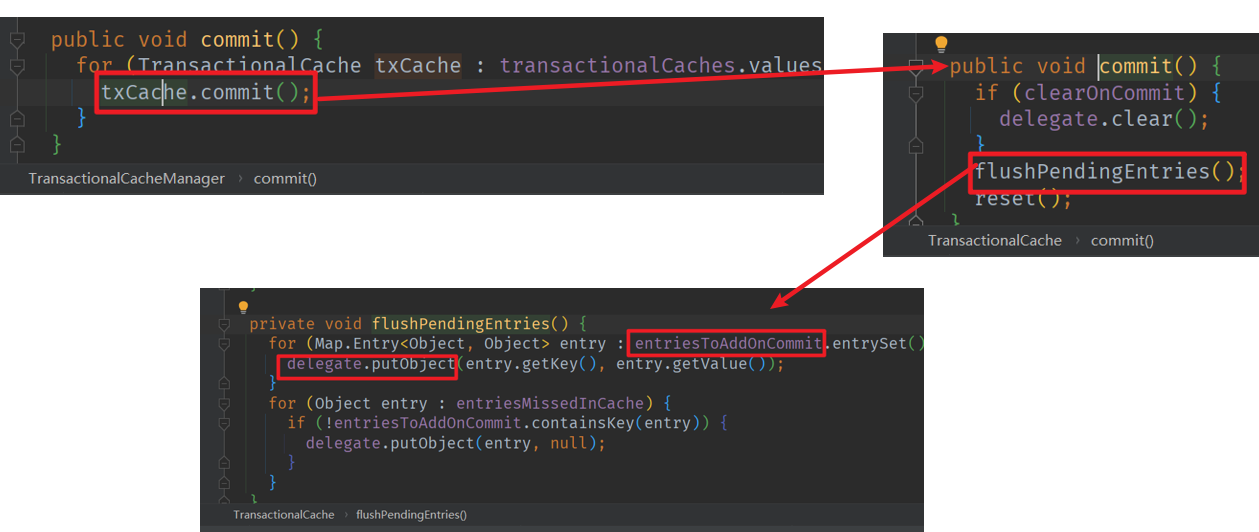 public void commit() {
for (TransactionalCache txCache : transactionalCaches.values
txCache.commit();
}
}
TransactionalCacheManager › commit()
public void commit() {
if (clearOnCommit) {
delegate.clear();
}
flushPendingEntries();
reset();
}
TransactionalCache › commit()
}
private void flushPendingEntries() {
for (Map.Entry<Object, Object> entry : entriesToAddOnCommit.entrySet()
delegate.putObject(entry.getKey(), entry.getValue());
}
for (Object entry : entriesMissedInCache) {
if (!entriesToAddOnCommit.containsKey(entry)) {
delegate.putObject(entry, null);
}
}
}
TransactionalCache › flushPendingEntries()